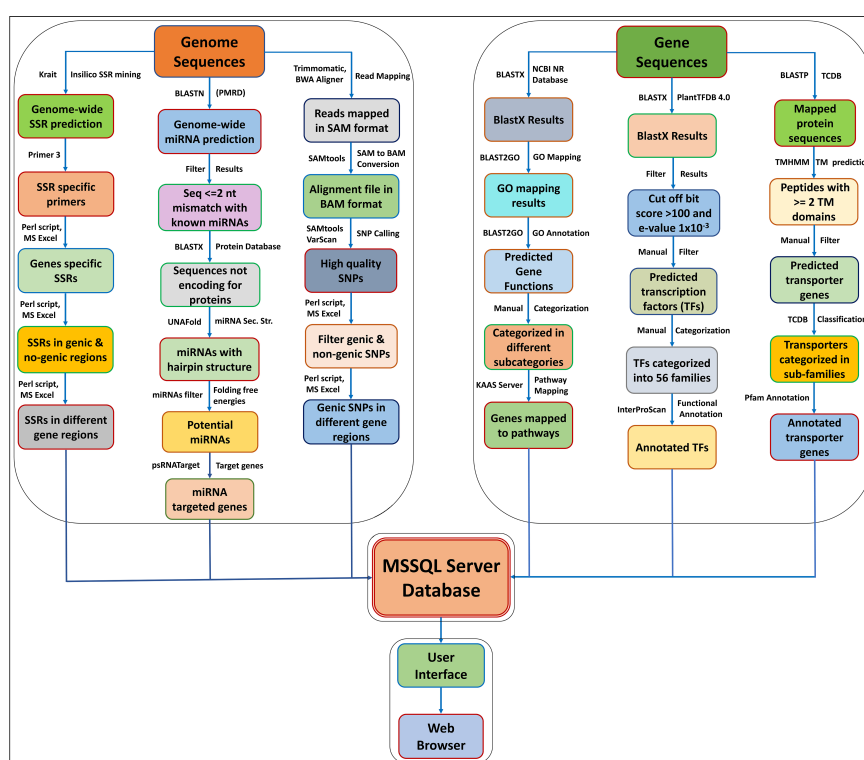 Genome
Sequences
Krait
Insilico SSR mining
Genome-wide
SSR prediction
Primer 3
SSR specific
primers
Perl script,
MS Excel
Genes specific
SSRs
Perl script,
MS Excel
SSRs in genic &
no-genic regions
Perl script,
MS Excel
SSRs in different
gene regions
BLASTN
(PMRD)
Genome-wide
miRNA prediction
Filter
Results
Seq <=2 nt
mismatch with
known miRNAs
BLASTX
Protein Database
Sequences not
encoding for
proteins
UNAFold
miRNA Sec. Str.
miRNAs with
hairpin structure
miRNAs filter
Folding free
energies
Potential
miRNAs
psRNATarget
Target genes
miRNA
targeted genes
Trimmomatic,
BWA Aligner
Read Mapping
Reads mapped
in SAM format
SAMtools
SAM to BAM
Conversion
Alignment file in
BAM format
SAMtools
VarScan
SNP Calling
High quality
SNPs
Perl script,
MS Excel
Filter genic &
non-genic SNPs
Perl script,
MS Excel
Genic SNPs in
different gene
regions
Gene
Sequences
BLASTX
NCBI NR
Database
BlastX Results
BLAST2GO
GO Mapping
GO mapping
results
BLAST2GO
GO Annotation
Predicted
Gene
Functions
Manual
Categorization
Categorized in
different
subcategories
KAAS Server
Pathway
Mapping
Genes mapped
to pathways
BLASTX
PlantTFDB 4.0
BlastX Results
Filter
Results
Cut off bit
score >100 and
e-value 1x10⁻³
Manual
Filter
Predicted
transcription
factors (TFs)
Manual
Categorization
TFs categorized
into 56 families
InterProScan
Functional
Annotation
Annotated TFs
BLASTP
TCDB
Mapped
protein
sequences
TMHMM
TM predictio
Peptides with
>= 2 TM
domains
Manual
Filter
Predicted
transporter
genes
TCDB
Classification
Transporters
categorized in
sub-families
Pfam Annotation
Annotated
transporter
genes
MSSQL Server
Database
User
Interface
Web
Browser